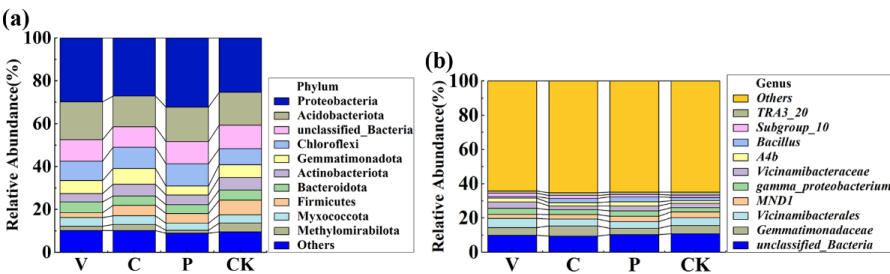 (a)
Relative Abundance(%)
100
80
60
40
20
0
V C P CK
Phylum
Proteobacteria
Acidobacteriota
unclassified_Bacteria
Chloroflexi
Gemmatimonadota
Actinobacteriota
Bacteroidota
Firmicutes
Myxococcota
Methylomirabilota
Others
(b)
Relative Abundance(%)
100
80
60
40
20
0
V C P CK
Genus
Others
TRA3_20
Subgroup_10
Bacillus
A4b
Vicinamibacteraceae
gamma_proteobacterium
MND1
Vicinamibacterales
Gemmatimonadaceae
unclassified_Bacteria